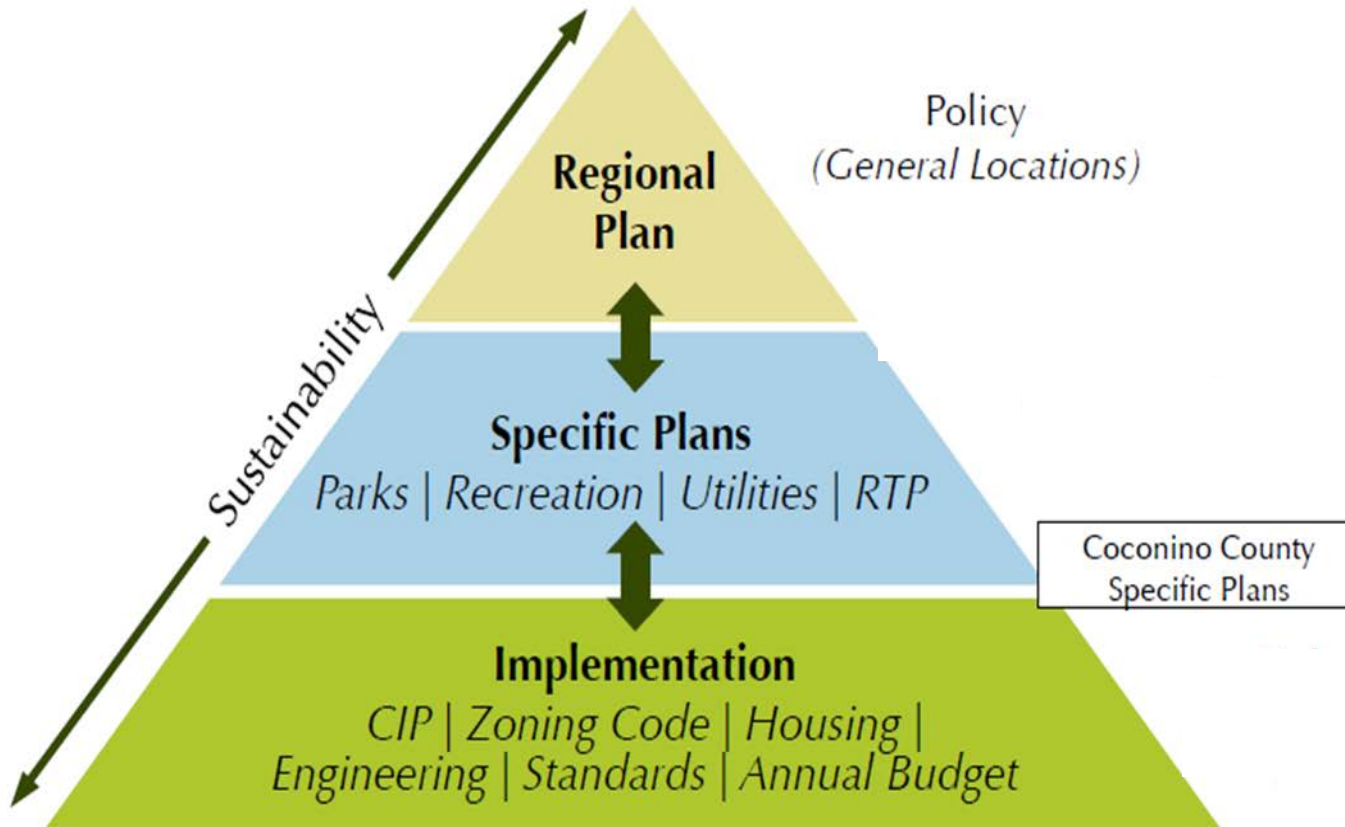 Regional
Plan
Policy
(General Locations)
Sustainability
Specific Plans
Parks | Recreation | Utilities | RTP
Coconino County
Specific Plans
Implementation
CIP | Zoning Code | Housing |
Engineering | Standards | Annual Budget